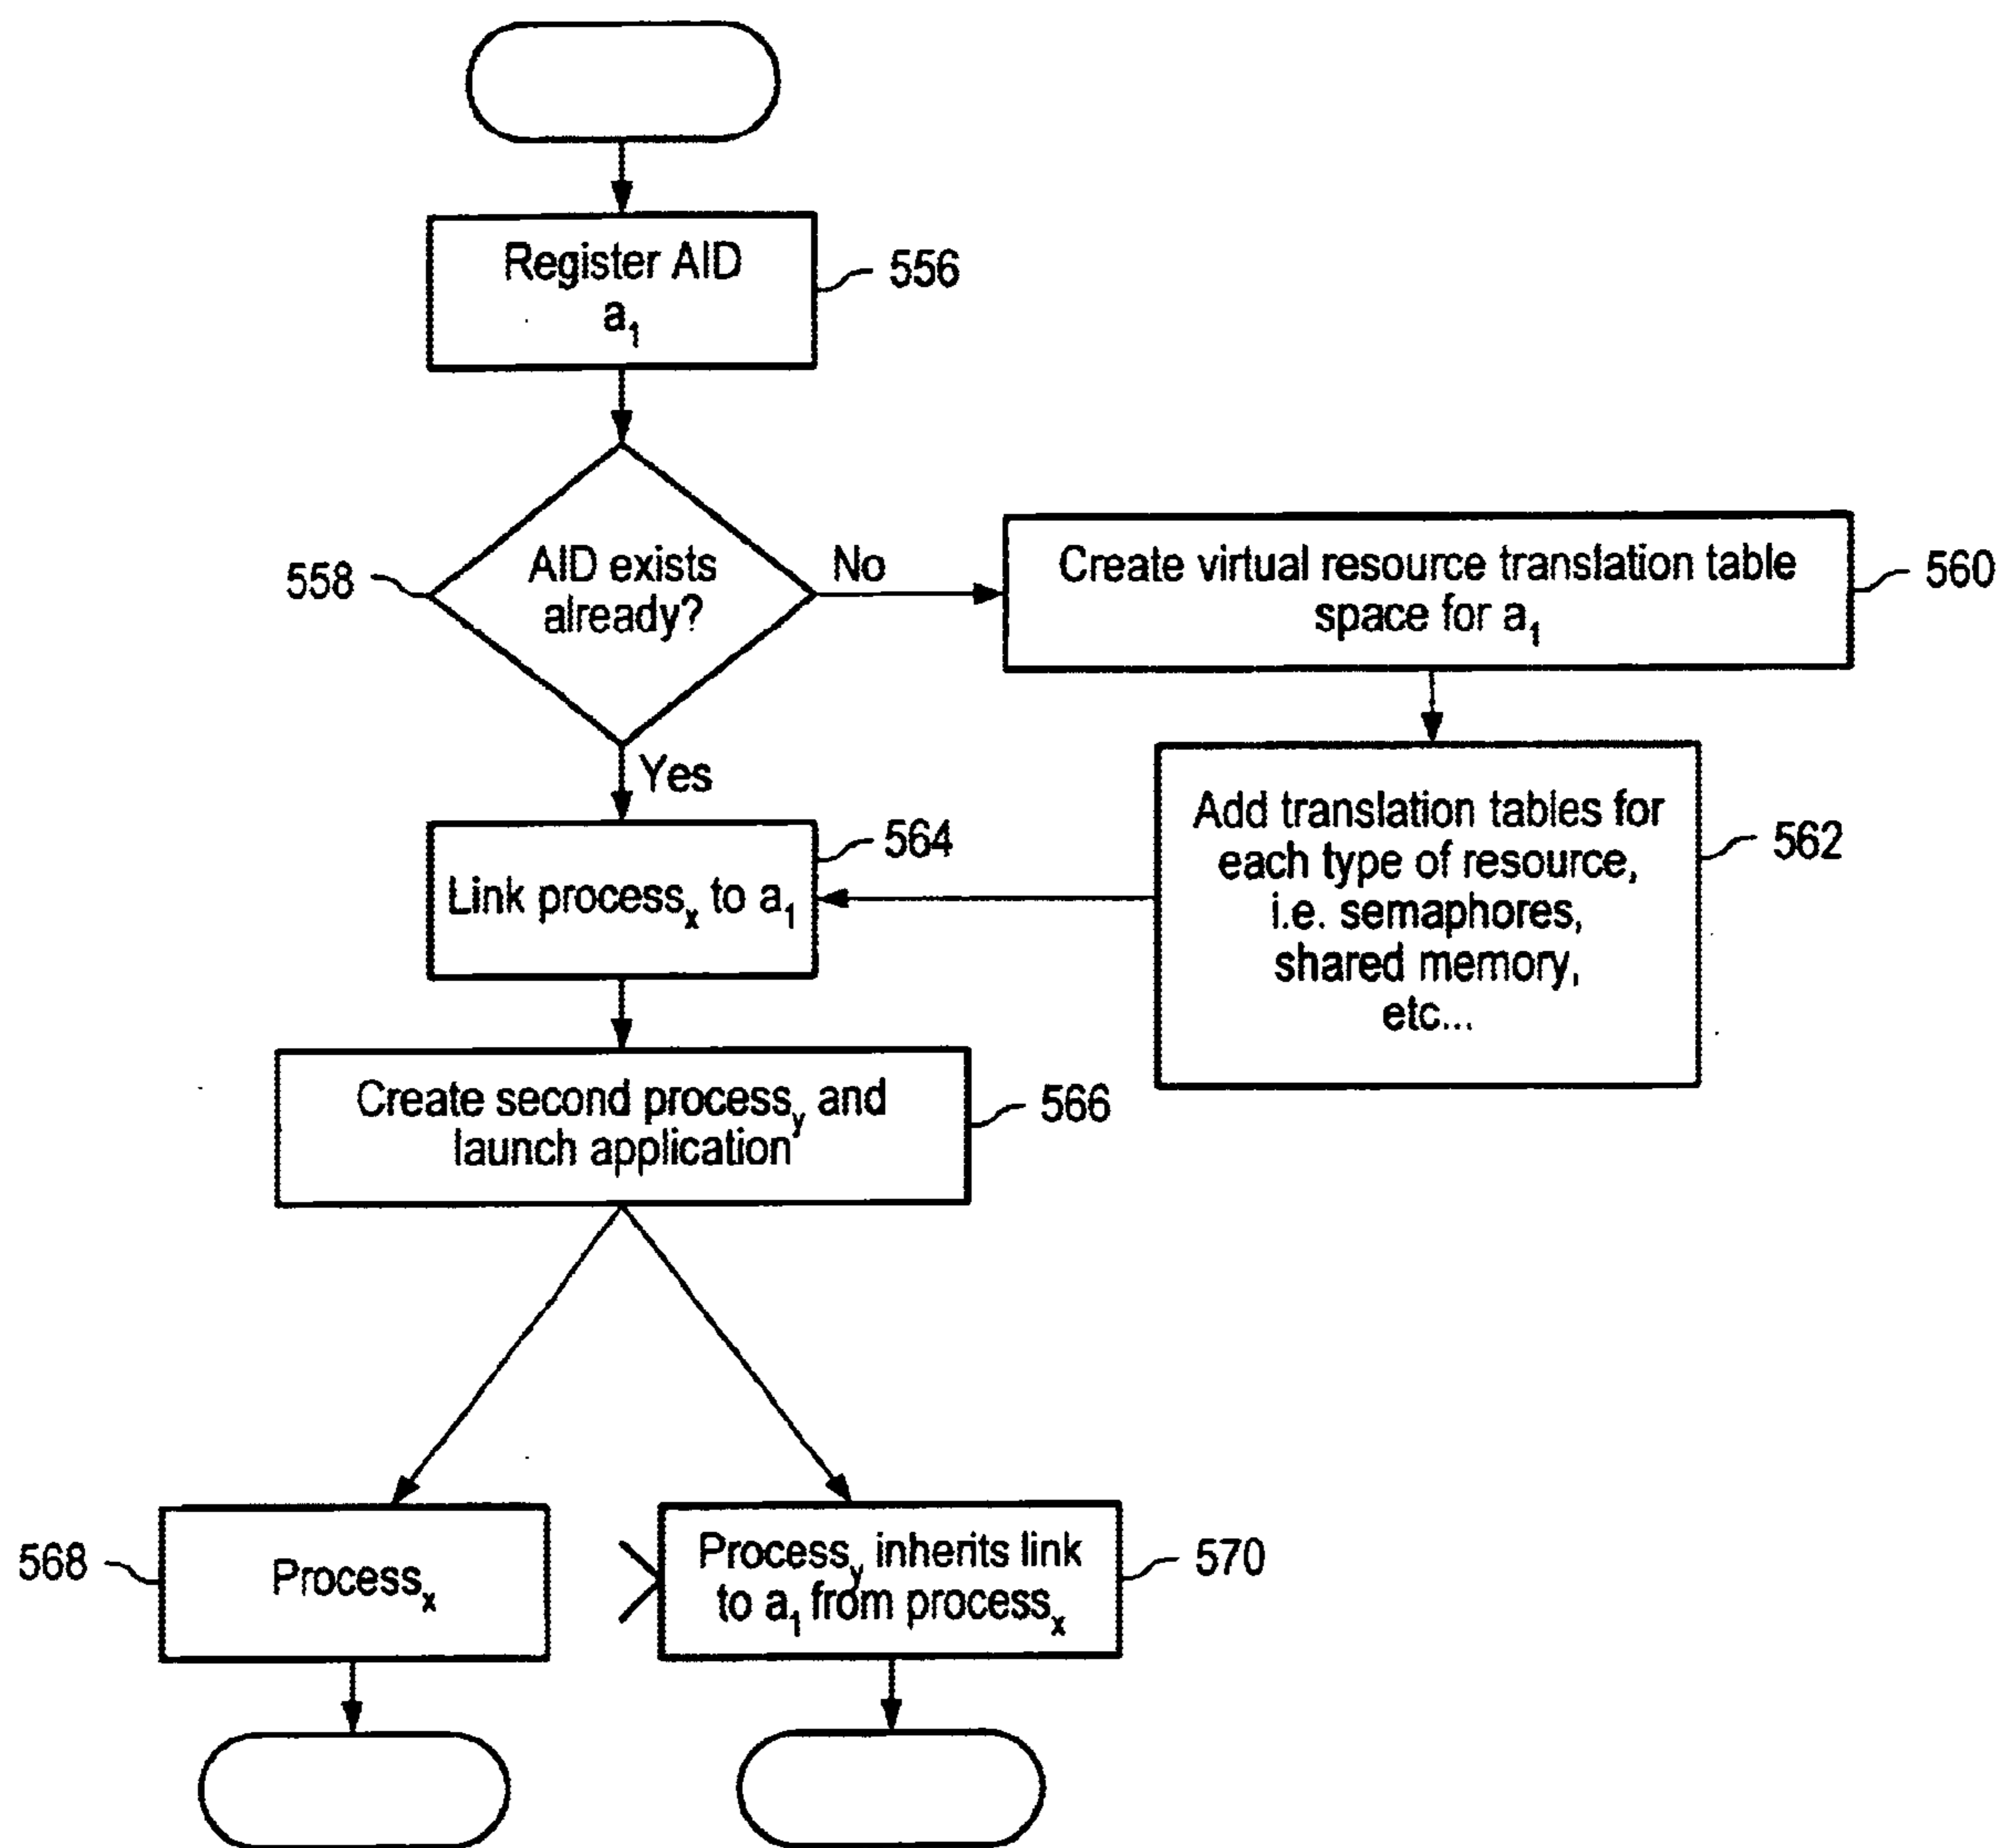 Register AID
a₁
556
AID exists
already?
558
No
Yes
Create virtual resource translation table
space for a₁
560
Add translation tables for
each type of resource,
i.e. semaphores,
shared memory,
etc...
562
564
Link processₓ to a₁
Create second processᵧ and
launch application
566
568
Processₓ
Processᵧ inherits link
to a₁ from processₓ
570